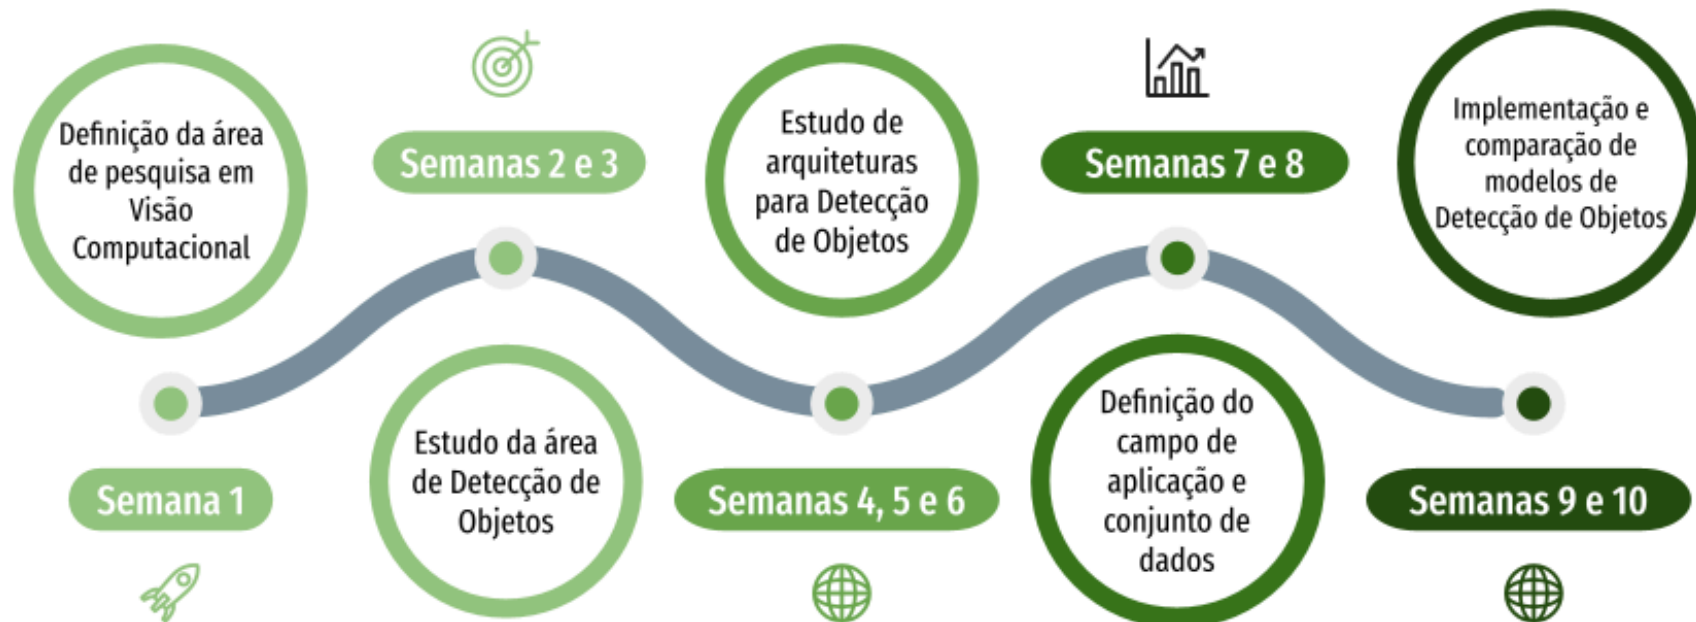 Definição da área
de pesquisa em
Visão
Computacional
Semana 1
Semanas 2 e 3
Estudo da área
de Detecção de
Objetos
Estudo de
arquiteturas
para Detecção
de Objetos
Semanas 4, 5 e 6
Semanas 7 e 8
Definição do
campo de
aplicação e
conjunto de
dados
Implementação e
comparação de
modelos de
Detecção de Objetos
Semanas 9 e 10